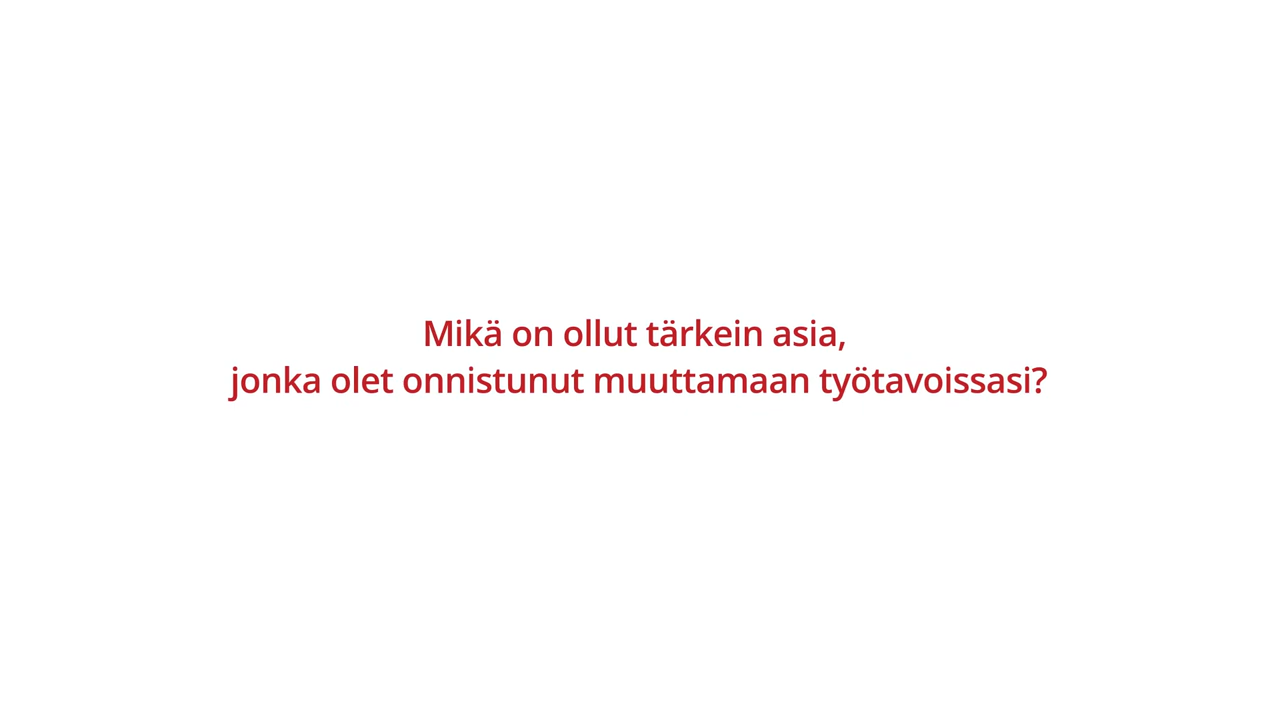 Mikä on ollut tärkein asia,
jonka olet onnistunut muuttamaan työtavoissasi?